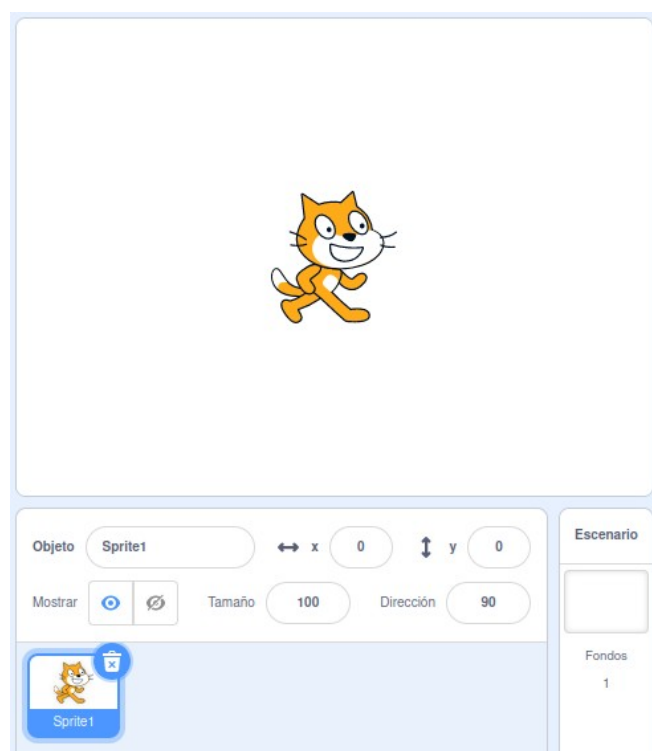 Objeto Sprite1 x 0 y 0
Mostrar Tamaño 100 Dirección 90
Sprite1
Escenario
Fondos
1